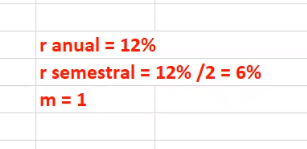 r anual = 12%
r semestral = 12% /2 = 6%
m = 1